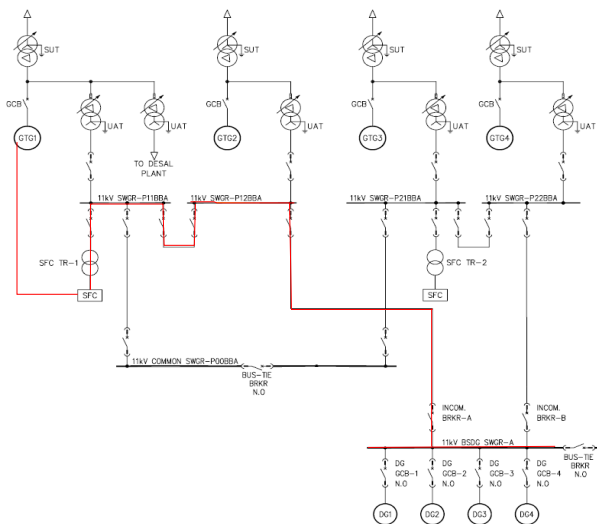 SUT
SUT
SUT
SUT
GCB
GCB
GCB
GCB
GTG1
UAT
UAT
GTG2
UAT
GTG3
UAT
GTG4
UAT
TO DESAL
PLANT
11kV SWGR-P11BBA
11kV SWGR-P12BBA
11kV SWGR-P21BBA
11kV SWGR-P22BBA
SFC TR-1
SFC TR-2
SFC
SFC
11kV COMMON SWGR-P00BBA
BUS-TIE
BRKR
N.O
INCOM.
BRKR-A
INCOM.
BRKR-B
11kV BSDG SWGR-A
BUS-TIE
BRKR
N.O
DG
GCB-1
N.O
DG
GCB-2
N.O
DG
GCB-3
N.O
DG
GCB-4
N.O
DG1
DG2
DG3
DG4